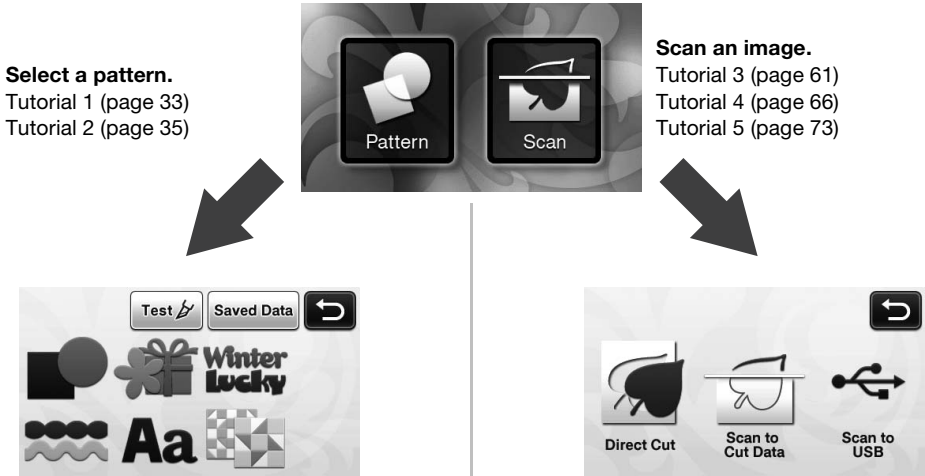 Select a pattern.
Tutorial 1 (page 33)
Tutorial 2 (page 35)
Pattern
Scan
Scan an image.
Tutorial 3 (page 61)
Tutorial 4 (page 66)
Tutorial 5 (page 73)
Test
Saved Data
Winter
Lucky
Aa
Direct Cut
Scan to
Cut Data
Scan to
USB